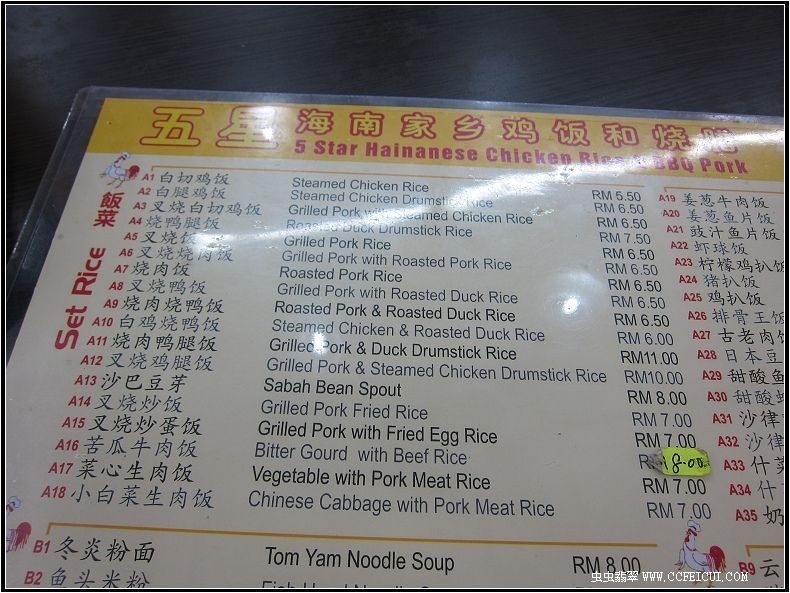 五星海南家乡鸡饭和烧腊
5 Star Hainanese Chicken Rice & BBQ Pork
飯菜 Set Rice
A1 白切鸡饭 Steamed Chicken Rice RM 5.50
A2 白腿鸡饭 Steamed Chicken Drumstick Rice RM 6.50
A3 叉烧白切鸡饭 Grilled Pork with Steamed Chicken Rice RM 6.50
A4 烧鸭腿饭 Roasted Duck Drumstick Rice RM 7.50
A5 叉烧饭 Grilled Pork Rice RM 6.50
A6 叉烧烧肉饭 Grilled Pork with Roasted Pork Rice RM 6.50
A7 烧肉饭 Roasted Pork Rice RM 6.50
A8 叉烧鸭饭 Grilled Pork with Roasted Duck Rice RM 6.50
A9 烧肉烧鸭饭 Roasted Pork & Roasted Duck Rice RM 6.50
A10 白鸡烧鸭饭 Steamed Chicken & Roasted Duck Rice RM 6.00
A11 烧肉鸭腿饭 Grilled Pork & Duck Drumstick Rice RM11.00
A12 叉烧鸡腿饭 Grilled Pork & Steamed Chicken Drumstick Rice RM10.00
A13 沙巴豆芽 Sabah Bean Spout RM 8.00
A14 叉烧炒饭 Grilled Pork Fried Rice RM 7.00
A15 叉烧炒蛋饭 Grilled Pork with Fried Egg Rice RM 7.00
A16 苦瓜牛肉饭 Bitter Gourd with Beef Rice R 8.00
A17 菜心生肉饭 Vegetable with Pork Meat Rice RM 7.00
A18 小白菜生肉饭 Chinese Cabbage with Pork Meat Rice RM 7.00
A19 姜葱牛肉饭
A20 姜葱鱼片饭
A21 豉汁鱼片饭
A22 虾球饭
A23 柠檬鸡扒饭
A24 猪扒饭
A25 鸡扒饭
A26 排骨王饭
A27 古老肉
A28 日本豆
A29 甜酸鱼
A30 甜酸
A31 沙律
A32 沙律
A33 什菜
A34 什
A35 奶
B1 冬炎粉面 Tom Yam Noodle Soup RM 8.00
B2 鱼头米粉 Fish Head Noodle
B9 云
虫虫翡翠 WWW.CCFEICUI.COM